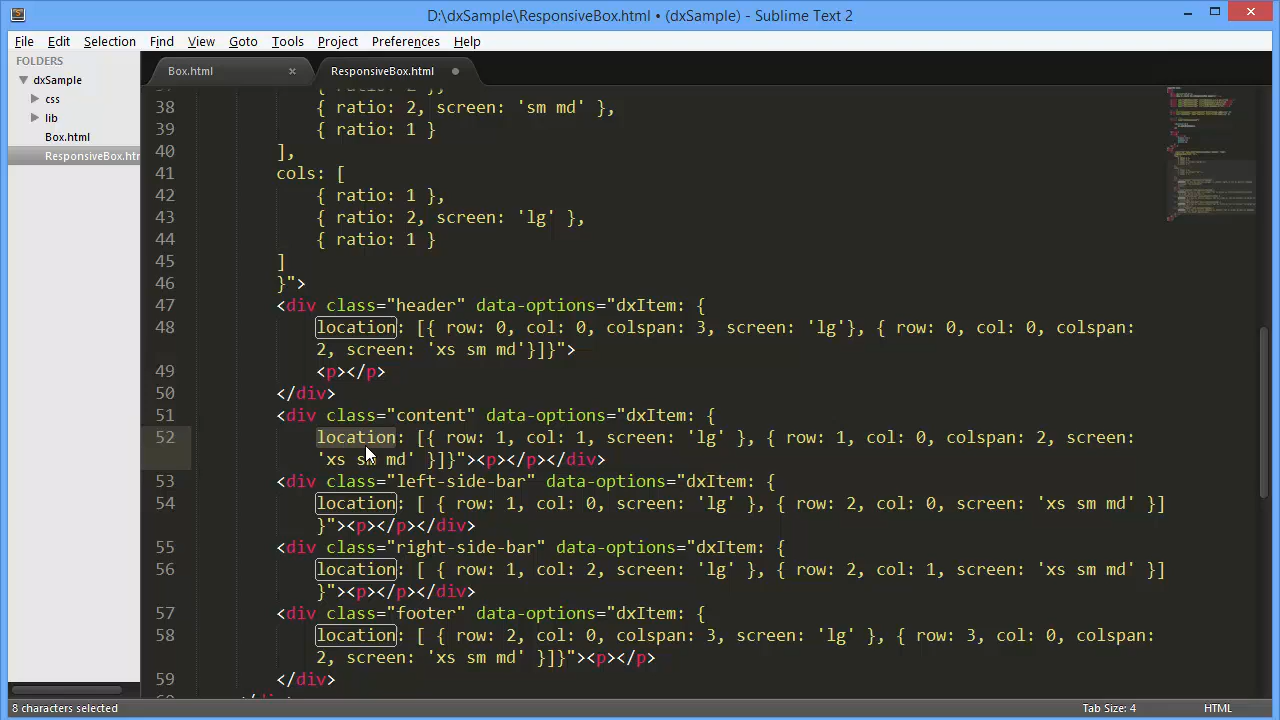 D:\dxSample\ResponsiveBox.html • (dxSample) - Sublime Text 2
File Edit Selection Find View Goto Tools Project Preferences Help
FOLDERS
dxSample
css
lib
Box.html
ResponsiveBox.htm
Box.html × ResponsiveBox.html
38 { ratio: 2, screen: 'sm md' },
39 { ratio: 1 }
40 ],
41 cols: [
42 { ratio: 1 },
43 { ratio: 2, screen: 'lg' },
44 { ratio: 1 }
45 ]
46 }">
47 <div class="header" data-options="dxItem: {
48 location: [{ row: 0, col: 0, colspan: 3, screen: 'lg'}, { row: 0, col: 0, colspan:
2, screen: 'xs sm md'}]}">
49 <p></p>
50 </div>
51 <div class="content" data-options="dxItem: {
52 location: [{ row: 1, col: 1, screen: 'lg' }, { row: 1, col: 0, colspan: 2, screen:
'xs sm md' }]}"><p></p></div>
53 <div class="left-side-bar" data-options="dxItem: {
54 location: [ { row: 1, col: 0, screen: 'lg' }, { row: 2, col: 0, screen: 'xs sm md' }]
}"><p></p></div>
55 <div class="right-side-bar" data-options="dxItem: {
56 location: [ { row: 1, col: 2, screen: 'lg' }, { row: 2, col: 1, screen: 'xs sm md' }]
}"><p></p></div>
57 <div class="footer" data-options="dxItem: {
58 location: [ { row: 2, col: 0, colspan: 3, screen: 'lg' }, { row: 3, col: 0, colspan:
2, screen: 'xs sm md' }]}"><p></p>
59 </div>
8 characters selected
Tab Size: 4
HTML